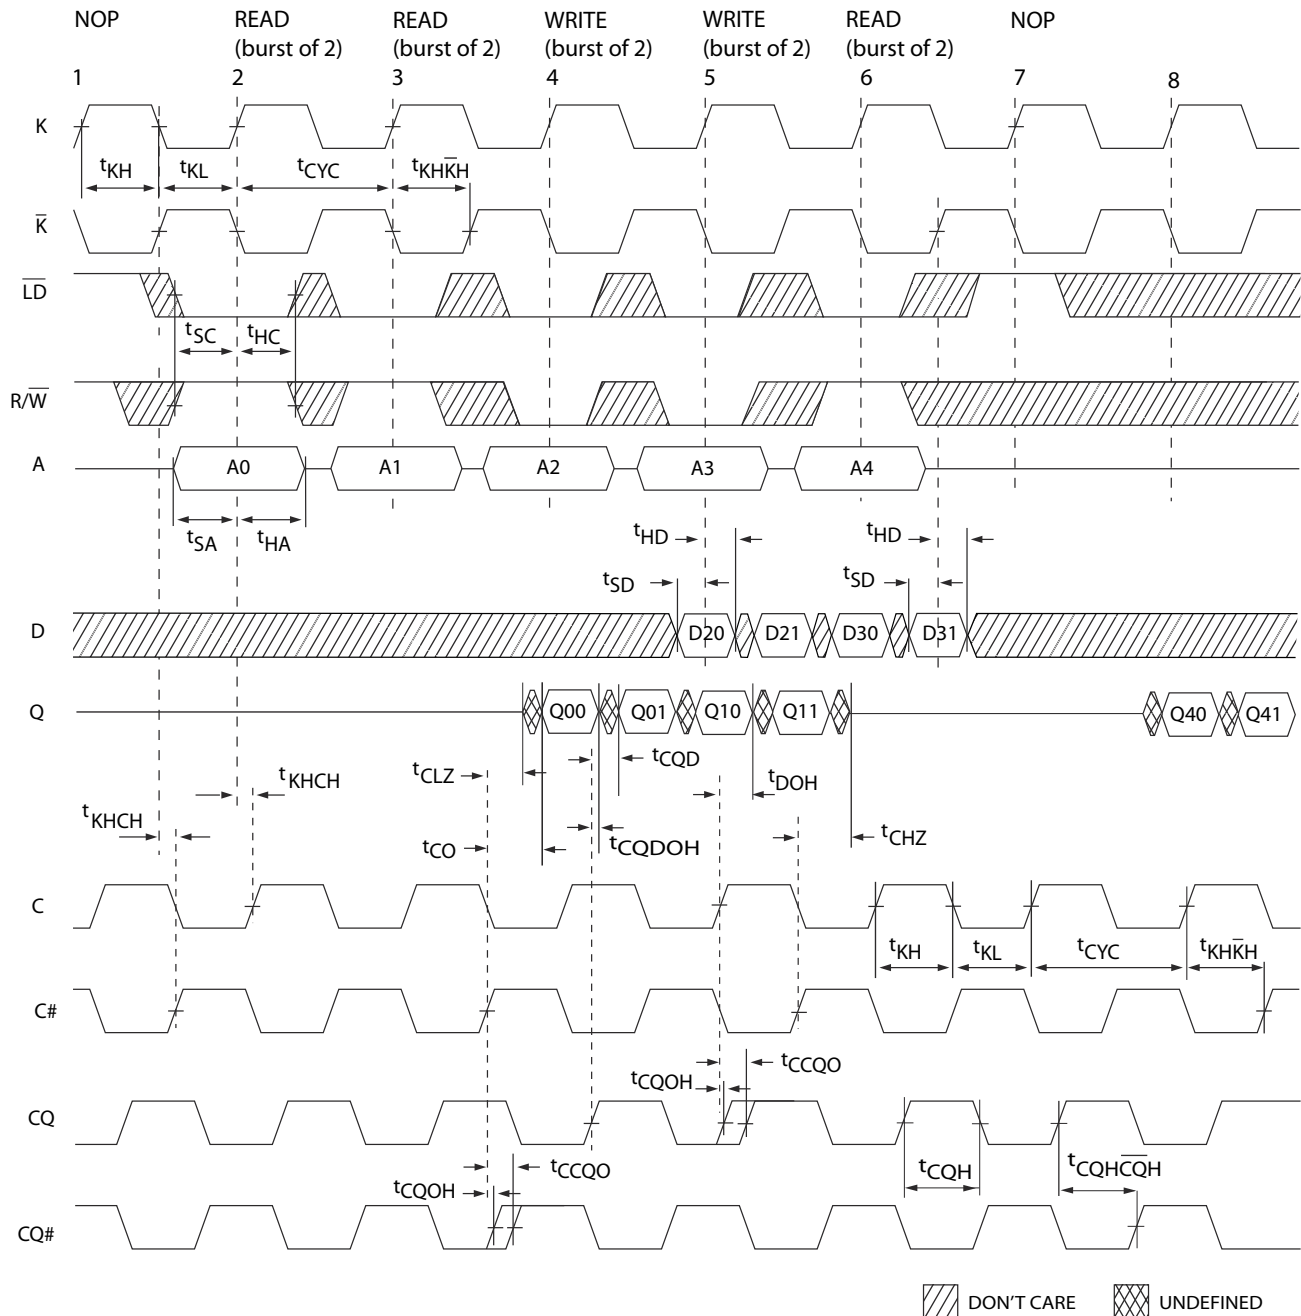 NOP READ READ WRITE WRITE READ NOP
(burst of 2) (burst of 2) (burst of 2) (burst of 2) (burst of 2)
1 2 3 4 5 6 7 8
K
tKH tKL tCYC tKHK̅H
K̅
L̅D̅
tSC tHC
R/W̅
A A0 A1 A2 A3 A4
tSA tHA tHD tHD
tSD tSD
D D20 D21 D30 D31
Q Q00 Q01 Q10 Q11 Q40 Q41
tCQD
tKHCH tCLZ tDOH
tKHCH tCO tCQDOH tCHZ
C
tKH tKL tCYC tKHK̅H
C#
tCCQO
tCQOH
CQ
tCCQO tCQH tCQHC̅Q̅H
tCQOH
CQ#
DON'T CARE UNDEFINED